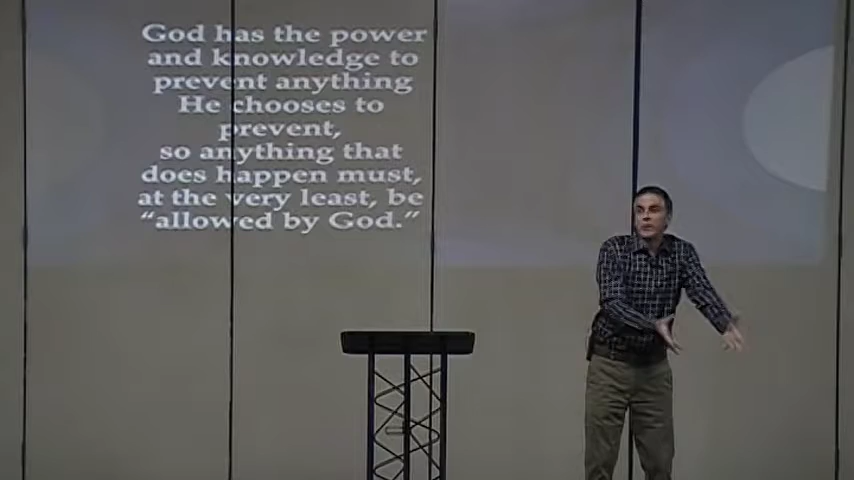 God has the power
and knowledge to
prevent anything
He chooses to
prevent,
so anything that
does happen must,
at the very least, be
“allowed by God.”